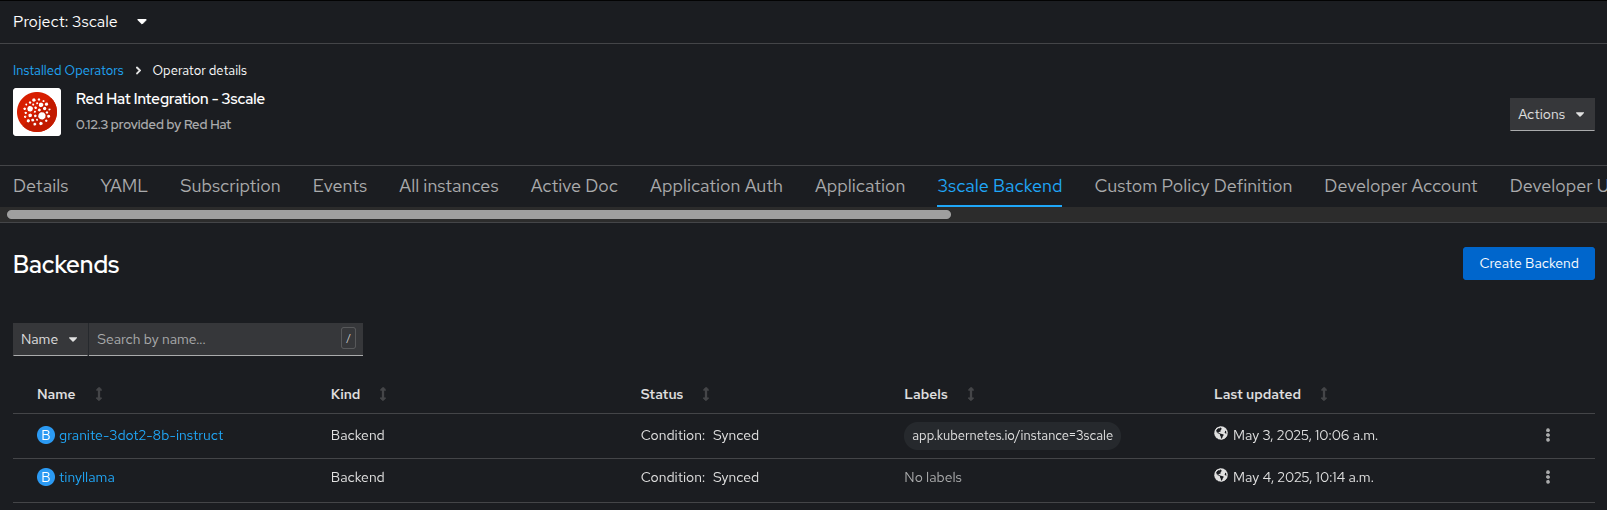 Project: 3scale
Installed Operators Operator details
Red Hat Integration - 3scale
0.12.3 provided by Red Hat
Actions
Details YAML Subscription Events All instances Active Doc Application Auth Application 3scale Backend Custom Policy Definition Developer Account Developer U
Backends
Create Backend
Name Search by name... /
Name Kind Status Labels Last updated
B granite-3dot2-8b-instruct Backend Condition: Synced app.kubernetes.io/instance=3scale May 3, 2025, 10:06 a.m.
B tinyllama Backend Condition: Synced No labels May 4, 2025, 10:14 a.m.